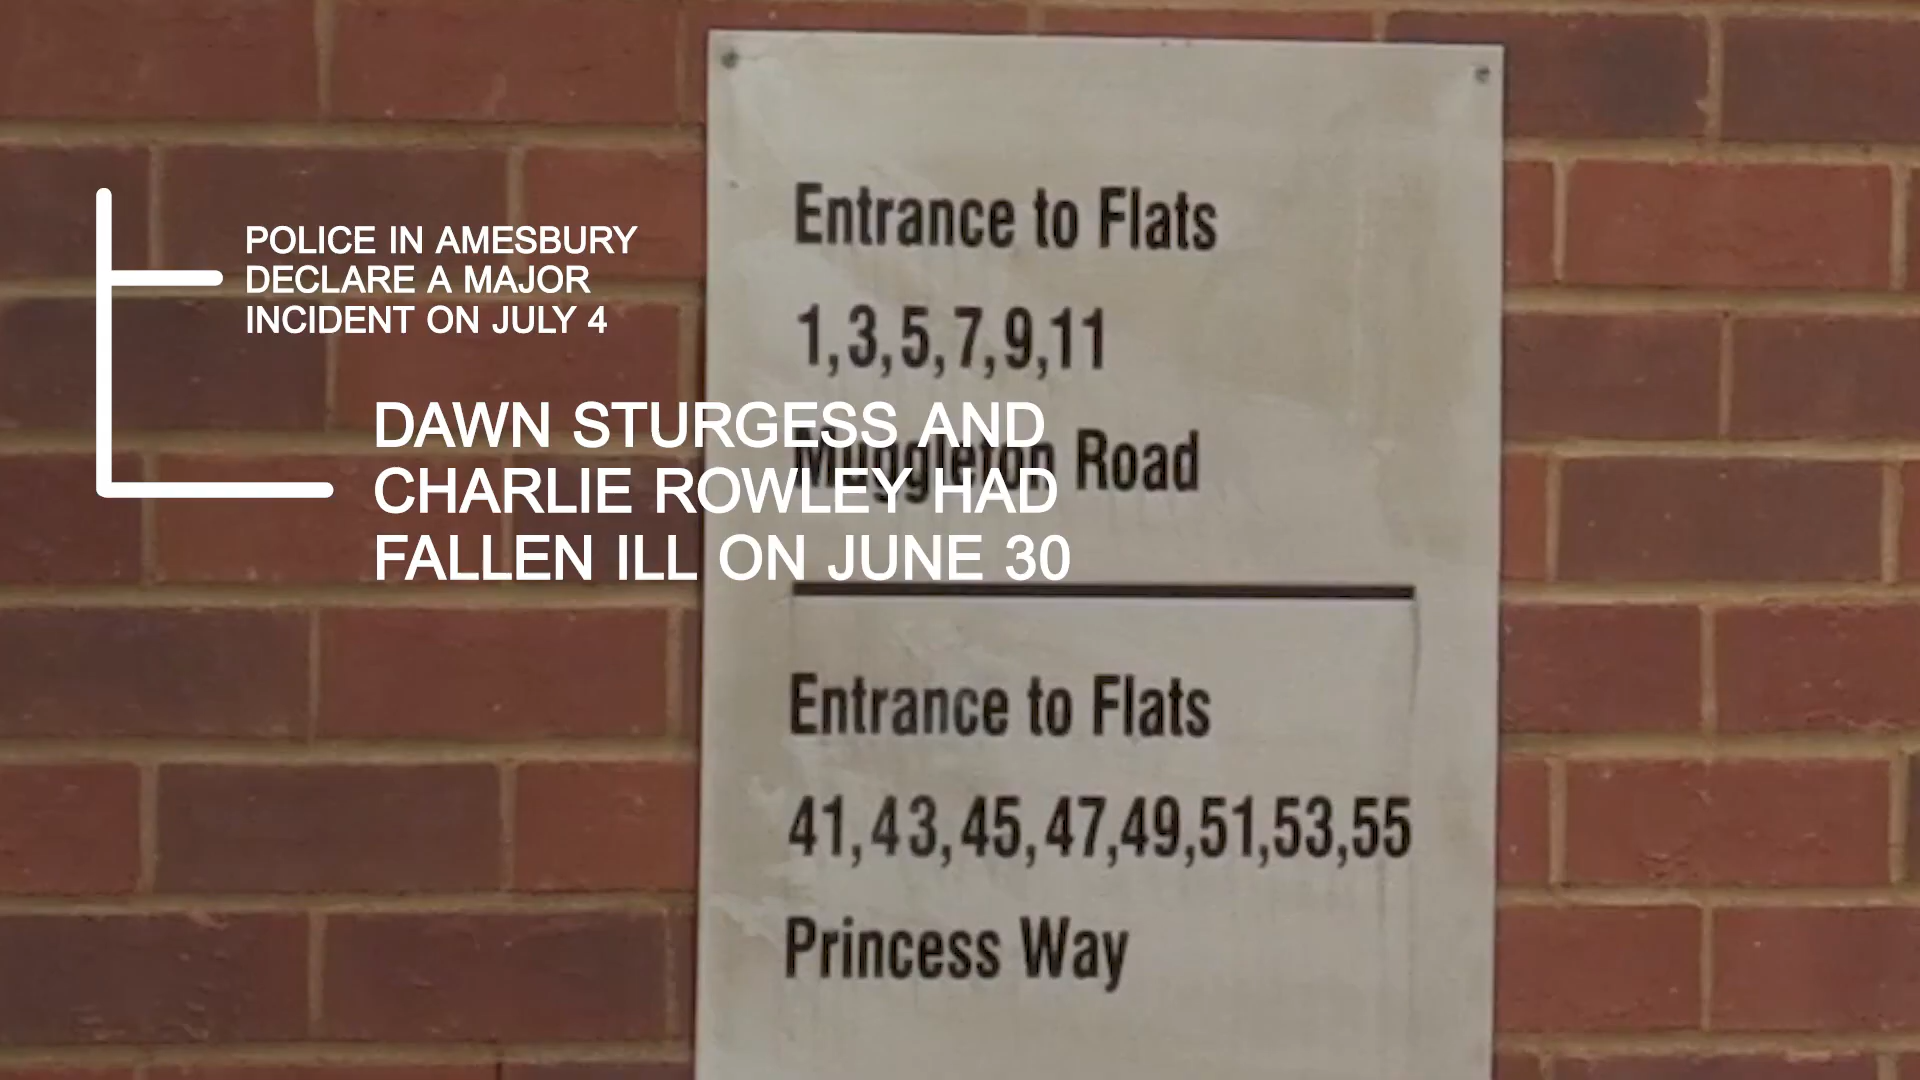 POLICE IN AMESBURY
DECLARE A MAJOR
INCIDENT ON JULY 4
DAWN STURGESS AND
CHARLIE ROWLEY HAD
FALLEN ILL ON JUNE 30
Entrance to Flats
1,3,5,7,9,11
Muggleton Road
Entrance to Flats
41,43,45,47,49,51,53,55
Princess Way